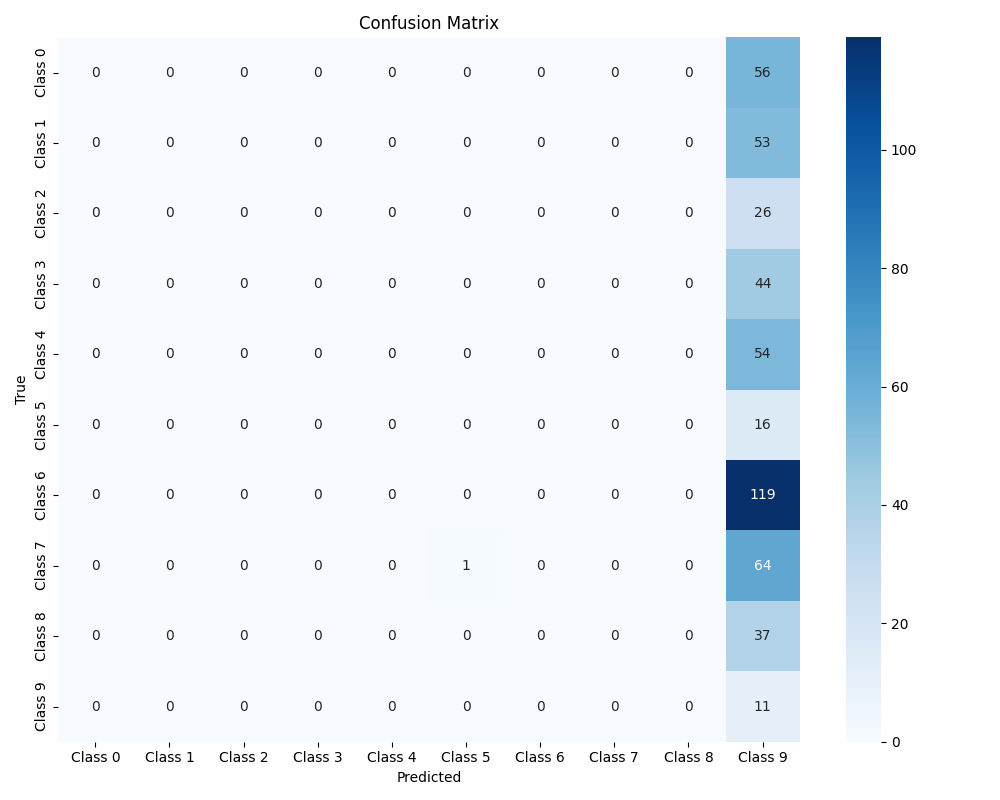 Confusion Matrix
Class 0 0 0 0 0 0 0 0 0 0 56
Class 1 0 0 0 0 0 0 0 0 0 53
Class 2 0 0 0 0 0 0 0 0 0 26
Class 3 0 0 0 0 0 0 0 0 0 44
Class 4 0 0 0 0 0 0 0 0 0 54
Class 5 0 0 0 0 0 0 0 0 0 16
Class 6 0 0 0 0 0 0 0 0 0 119
Class 7 0 0 0 0 0 1 0 0 0 64
Class 8 0 0 0 0 0 0 0 0 0 37
Class 9 0 0 0 0 0 0 0 0 0 11
Class 0 Class 1 Class 2 Class 3 Class 4 Class 5 Class 6 Class 7 Class 8 Class 9
Predicted
True
100
80
60
40
20
0